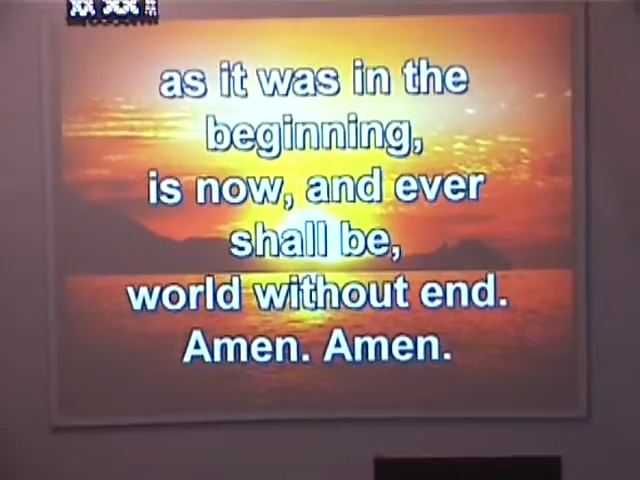 as it was in the
beginning,
is now, and ever
shall be,
world without end.
Amen. Amen.